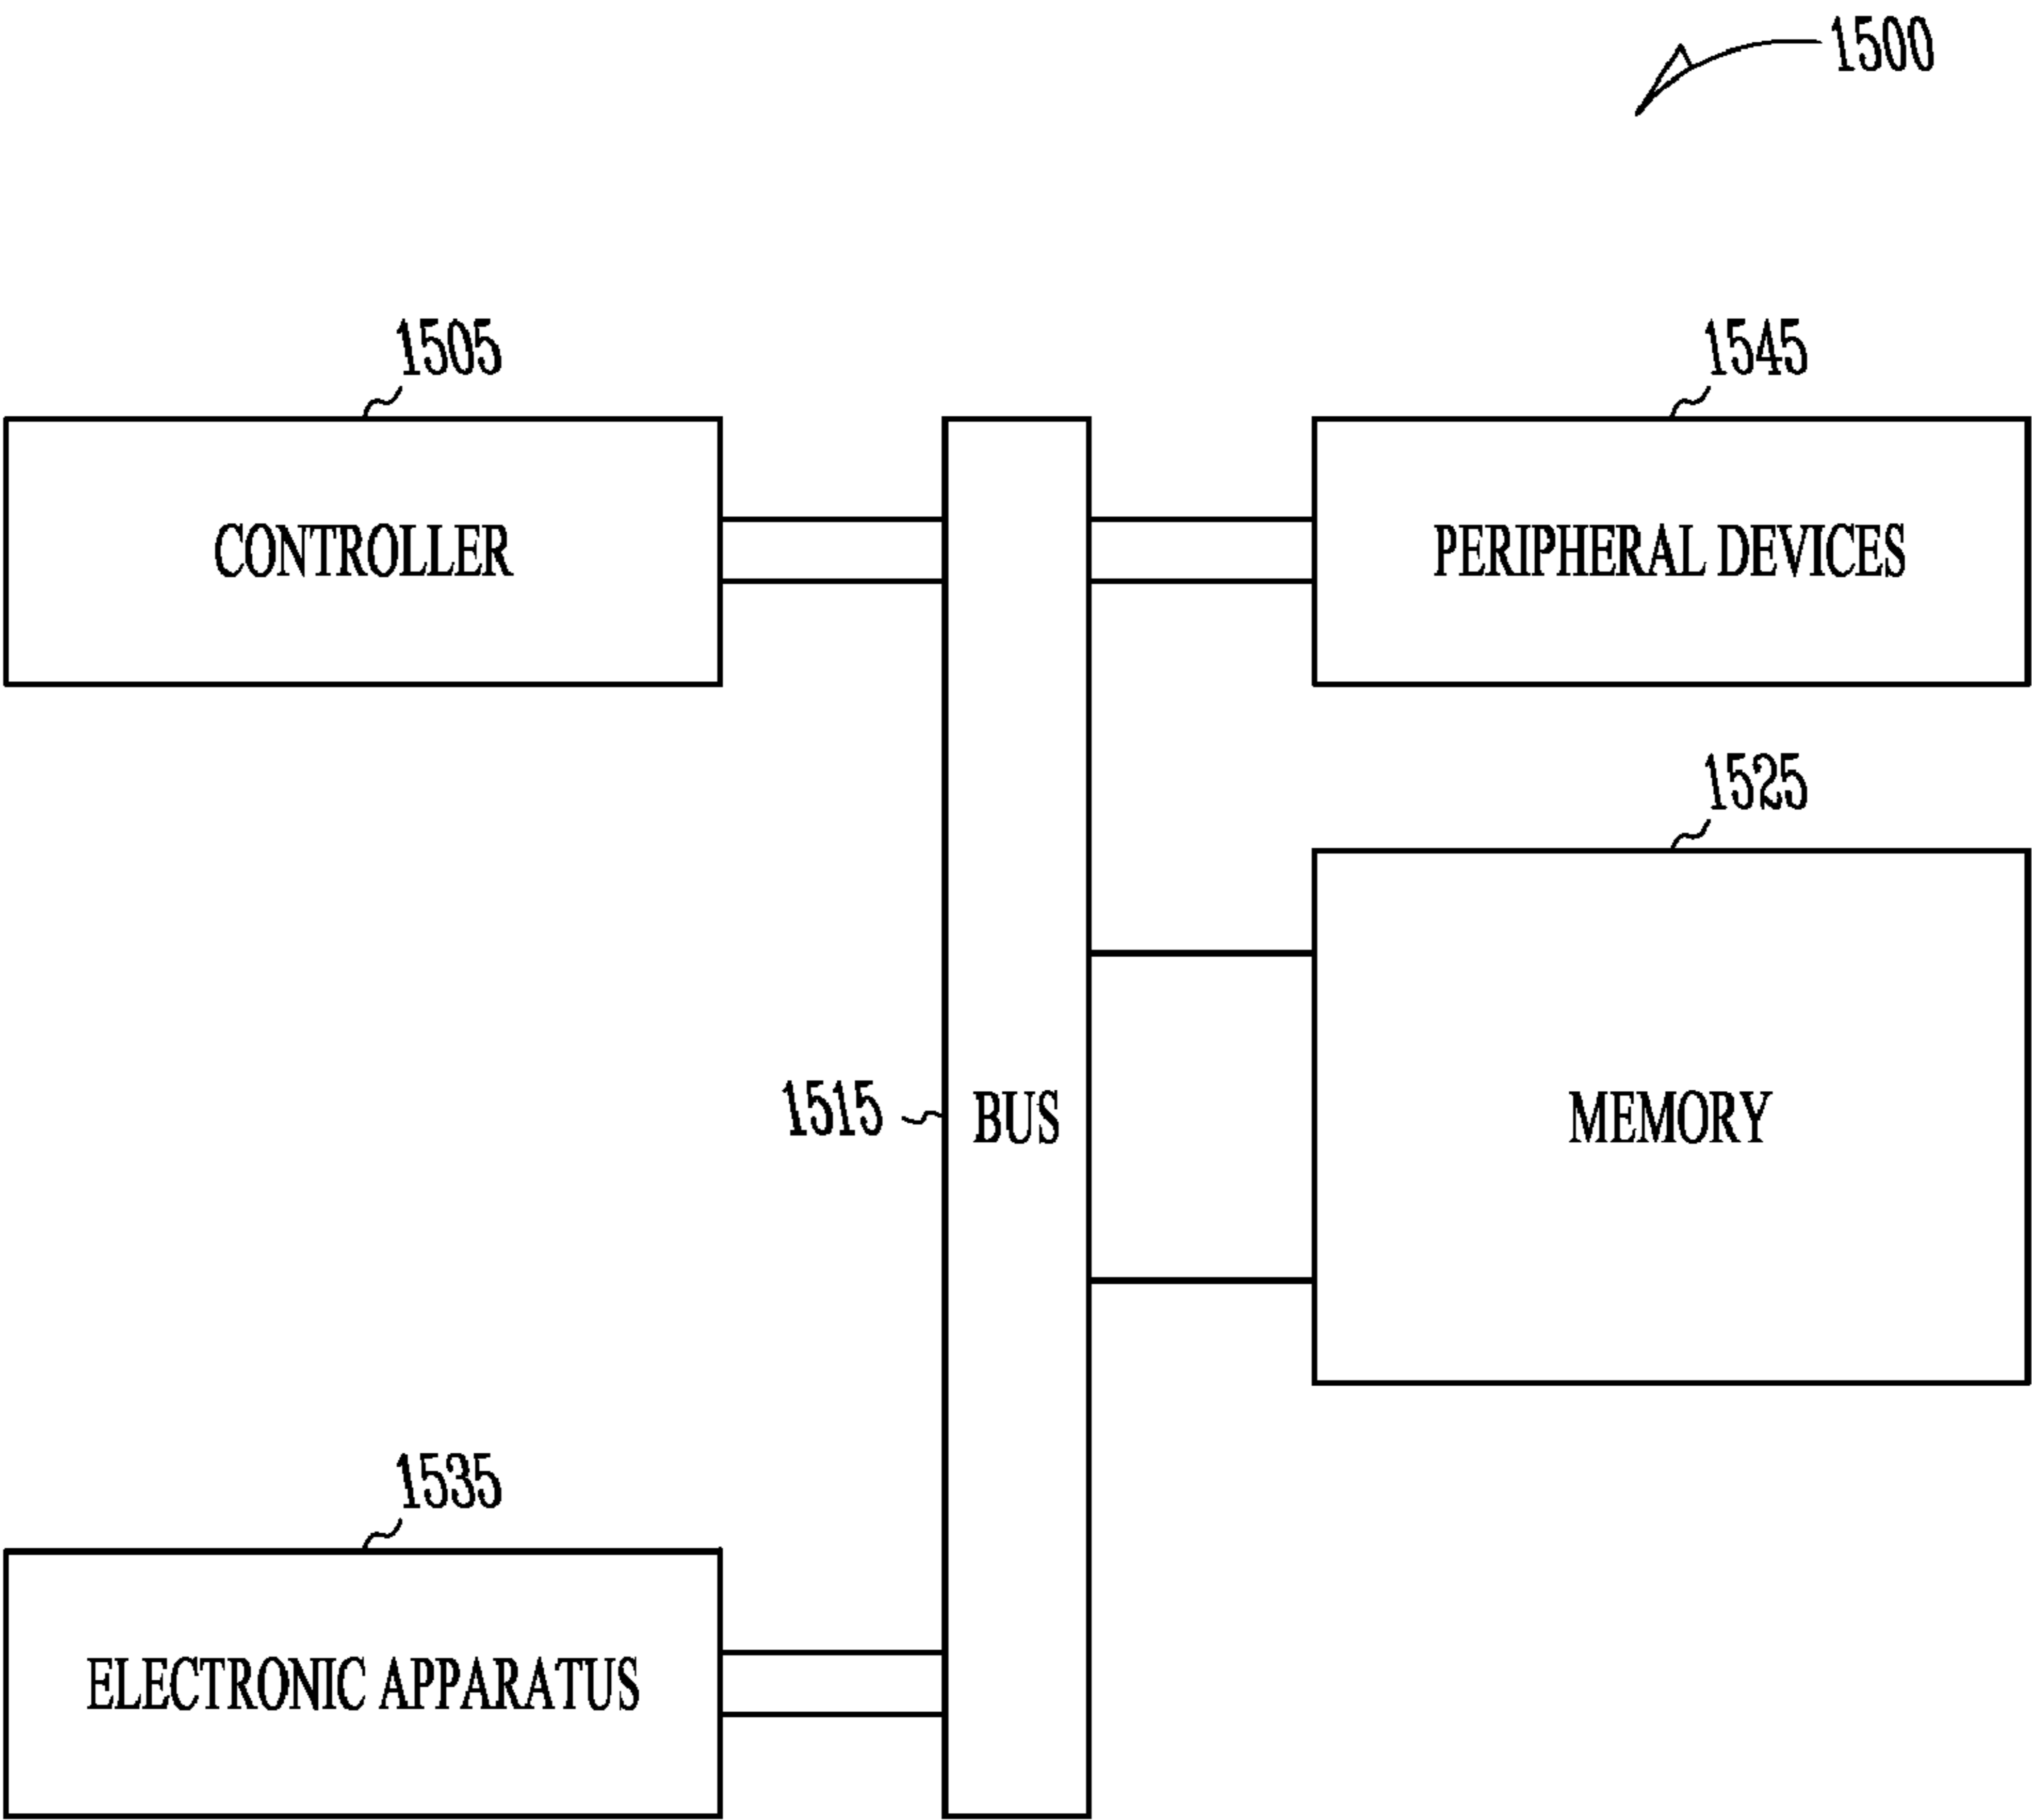 1500
1505
1545
CONTROLLER
PERIPHERAL DEVICES
1525
1515
BUS
MEMORY
1535
ELECTRONIC APPARATUS